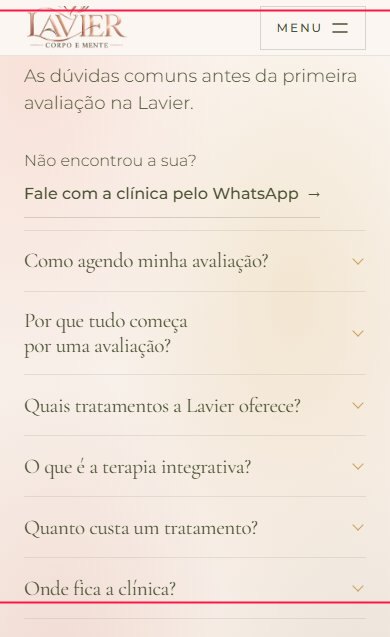 LAVIER
CORPO E MENTE
MENU
As dúvidas comuns antes da primeira
avaliação na Lavier.
Não encontrou a sua?
Fale com a clínica pelo WhatsApp →
Como agendo minha avaliação?
Por que tudo começa
por uma avaliação?
Quais tratamentos a Lavier oferece?
O que é a terapia integrativa?
Quanto custa um tratamento?
Onde fica a clínica?